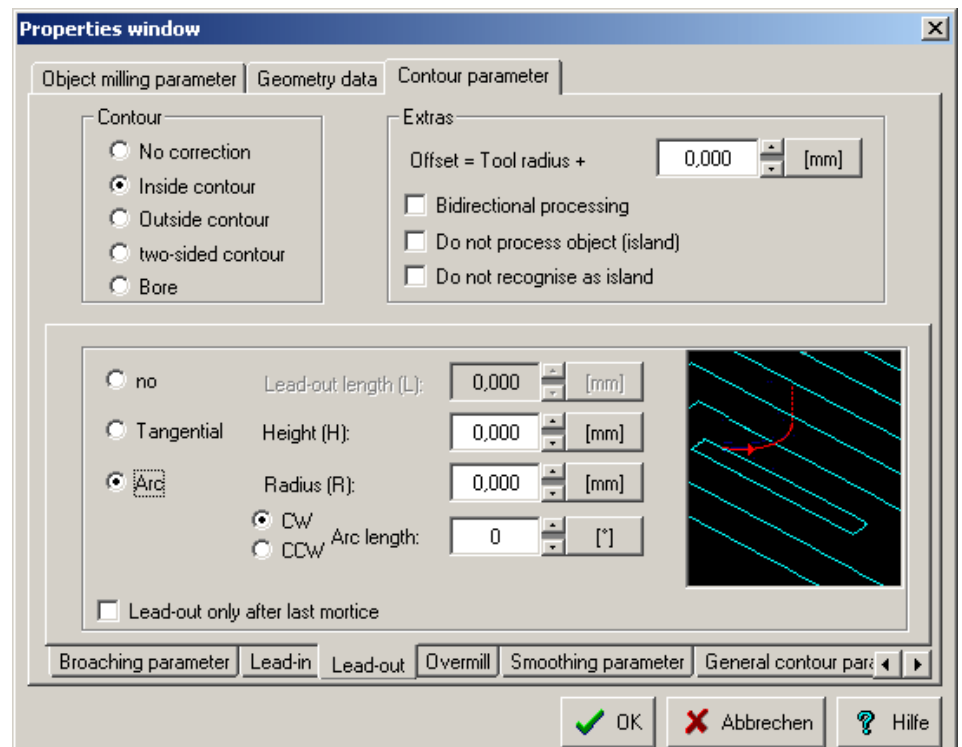 Properties window
Object milling parameter Geometry data Contour parameter
Contour
No correction
Inside contour
Outside contour
two-sided contour
Bore
Extras
Offset = Tool radius + 0,000 [mm]
Bidirectional processing
Do not process object (island)
Do not recognise as island
no Lead-out length (L): 0,000 [mm]
Tangential Height (H): 0,000 [mm]
Arc Radius (R): 0,000 [mm]
CW
CCW Arc length: 0 [°]
Lead-out only after last mortice
Broaching parameter Lead-in Lead-out Overmill Smoothing parameter General contour para
OK Abbrechen Hilfe